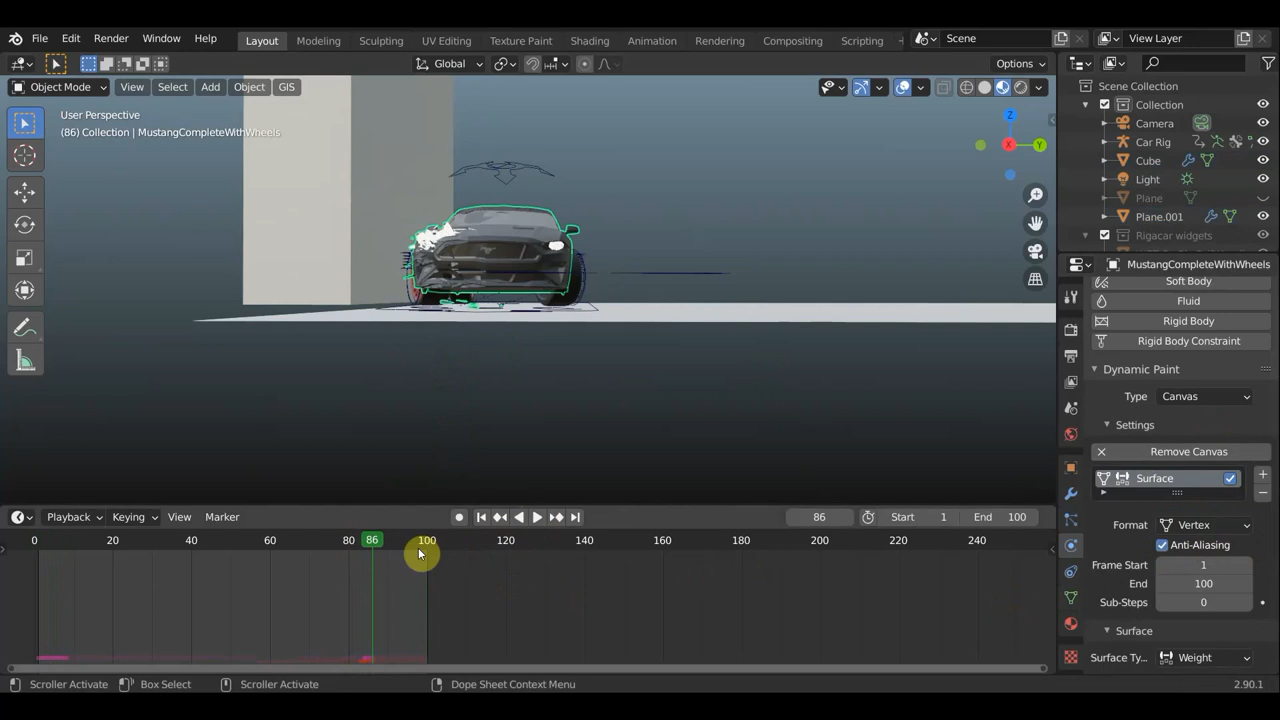 File Edit Render Window Help Layout Modeling Sculpting UV Editing Texture Paint Shading Animation Rendering Compositing Scripting + Scene View Layer
Global Options
Object Mode View Select Add Object GIS
User Perspective
(86) Collection | MustangCompleteWithWheels
Z
X
Y
Scene Collection
Collection
Camera
Car Rig
Cube
Light
Plane
Plane.001
Rigacar widgets
MustangCompleteWithWheels
Soft Body
Fluid
Rigid Body
Rigid Body Constraint
Dynamic Paint
Type Canvas
Settings
Remove Canvas
Surface
Format Vertex
Anti-Aliasing
Frame Start 1
End 100
Sub-Steps 0
Surface
Surface Ty... Weight
Playback Keying View Marker 86 Start 1 End 100
0 20 40 60 80 86 100 120 140 160 180 200 220 240
Scroller Activate Box Select Scroller Activate Dope Sheet Context Menu 2.90.1